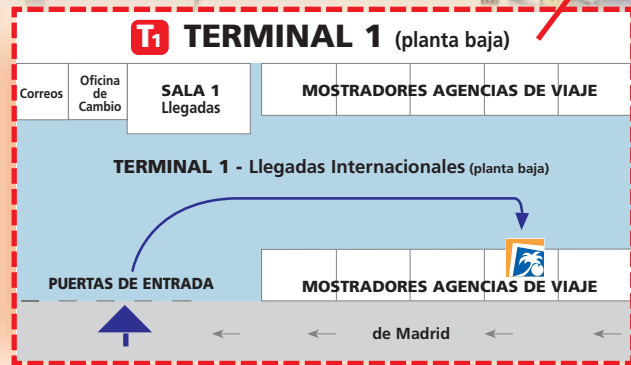 T1 TERMINAL 1 (planta baja)
Correos
Oficina
de
Cambio
SALA 1
Llegadas
MOSTRADORES AGENCIAS DE VIAJE
TERMINAL 1 - Llegadas Internacionales (planta baja)
PUERTAS DE ENTRADA
MOSTRADORES AGENCIAS DE VIAJE
de Madrid